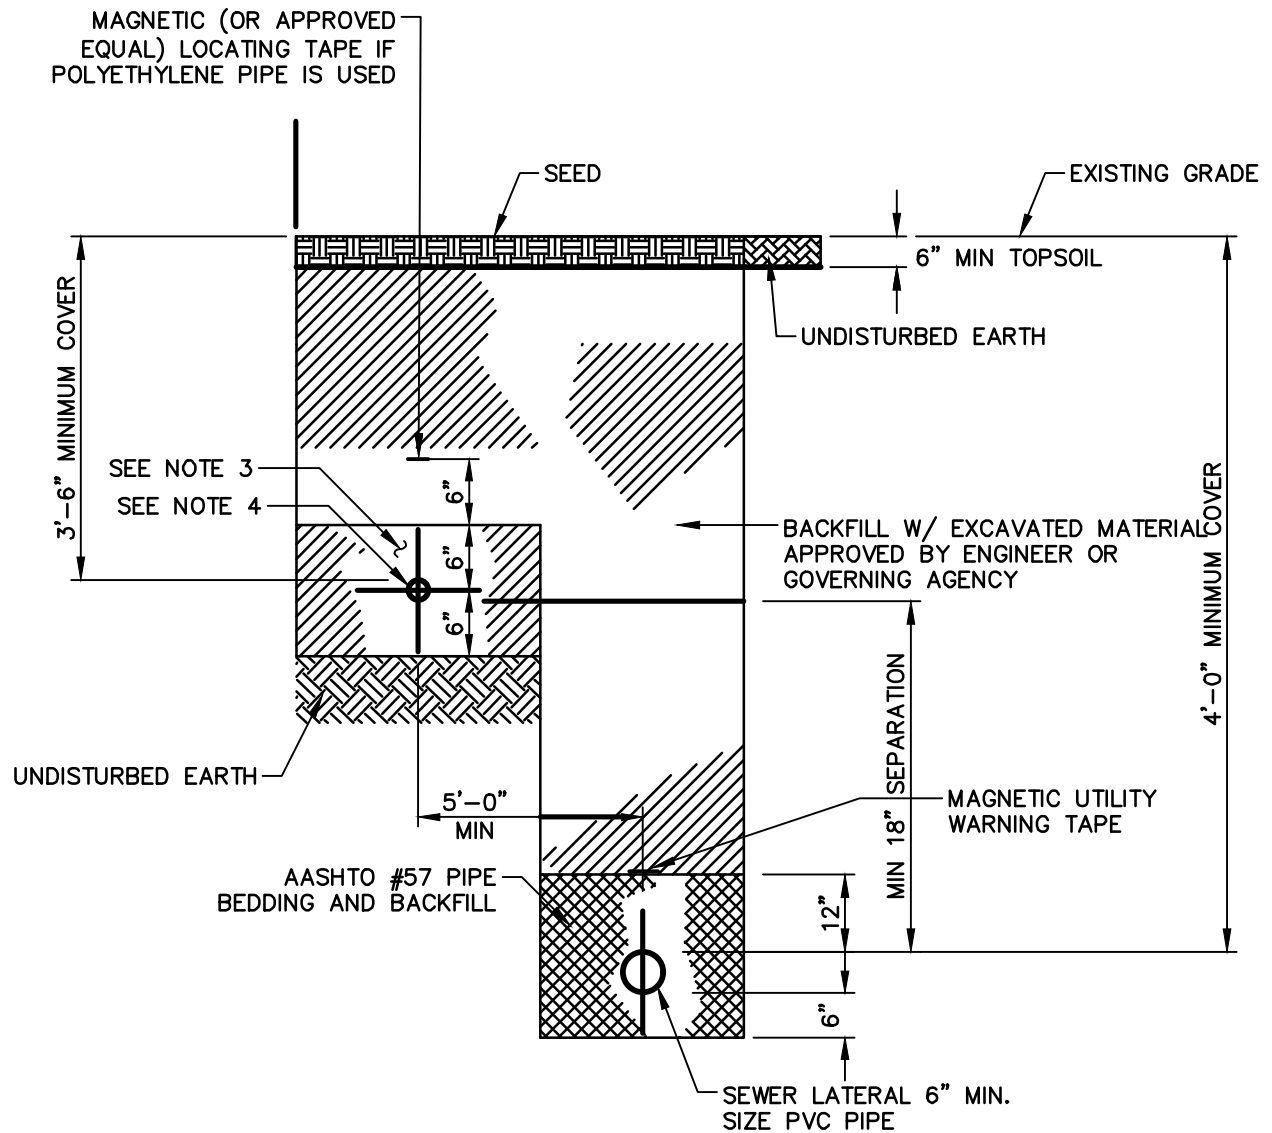 MAGNETIC (OR APPROVED
EQUAL) LOCATING TAPE IF
POLYETHYLENE PIPE IS USED
SEED
EXISTING GRADE
6" MIN TOPSOIL
UNDISTURBED EARTH
3'-6" MINIMUM COVER
SEE NOTE 3
SEE NOTE 4
6"
6"
6"
BACKFILL W/ EXCAVATED MATERIAL
APPROVED BY ENGINEER OR
GOVERNING AGENCY
4'-0" MINIMUM COVER
MIN 18" SEPARATION
UNDISTURBED EARTH
5'-0"
MIN
MAGNETIC UTILITY
WARNING TAPE
AASHTO #57 PIPE
BEDDING AND BACKFILL
12"
6"
SEWER LATERAL 6" MIN.
SIZE PVC PIPE